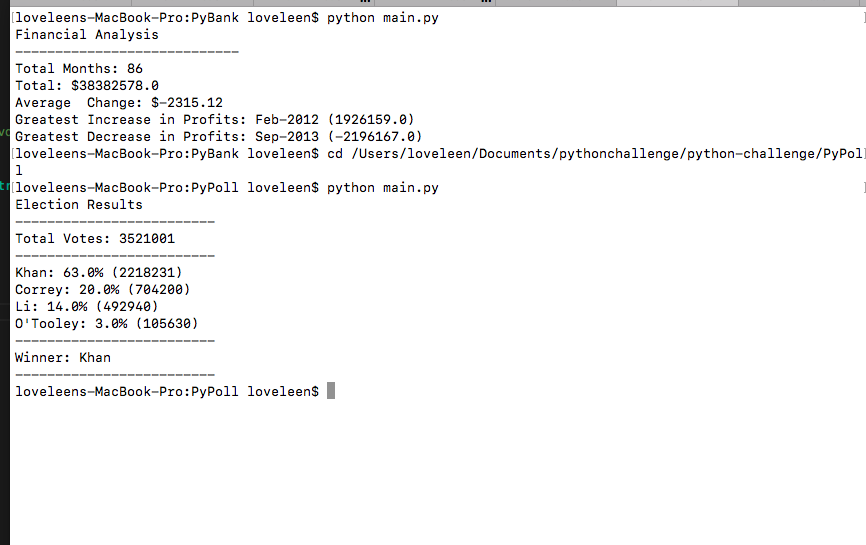 [loveleens-MacBook-Pro:PyBank loveleen$ python main.py ]
Financial Analysis
----------------------------
Total Months: 86
Total: $38382578.0
Average  Change: $-2315.12
Greatest Increase in Profits: Feb-2012 (1926159.0)
Greatest Decrease in Profits: Sep-2013 (-2196167.0)
[loveleens-MacBook-Pro:PyBank loveleen$ cd /Users/loveleen/Documents/pythonchallenge/python-challenge/PyPol]
l
[loveleens-MacBook-Pro:PyPoll loveleen$ python main.py ]
Election Results
-------------------------
Total Votes: 3521001
-------------------------
Khan: 63.0% (2218231)
Correy: 20.0% (704200)
Li: 14.0% (492940)
O'Tooley: 3.0% (105630)
-------------------------
Winner: Khan
-------------------------
loveleens-MacBook-Pro:PyPoll loveleen$